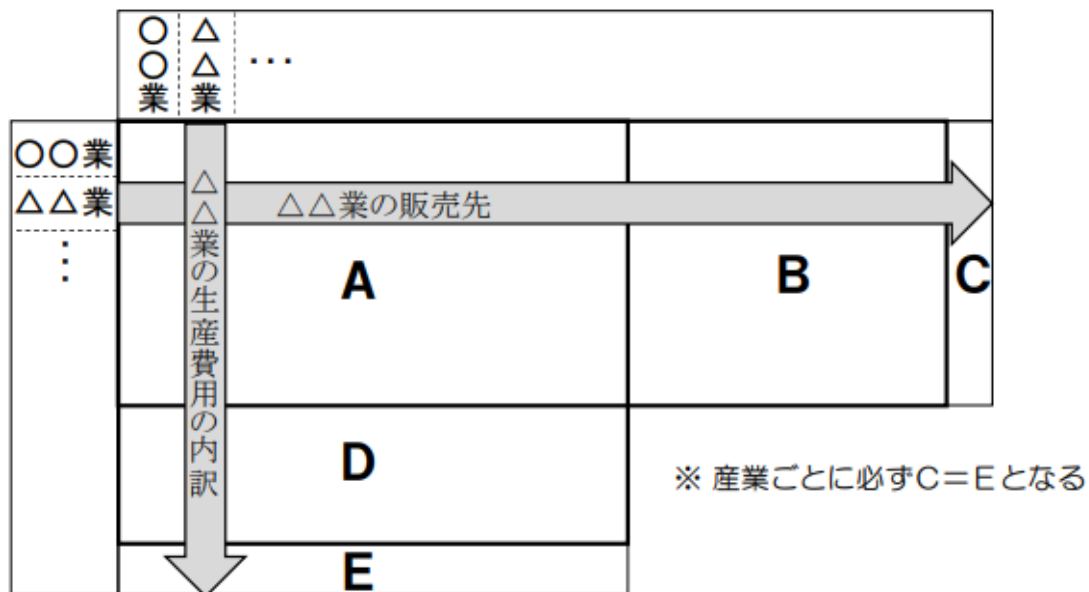 ○○業 △△業 ・・・
○○業
△△業
⋮
△△業の販売先
△△業の生産費用の内訳
A
B
C
D
※ 産業ごとに必ずC=Eとなる
E